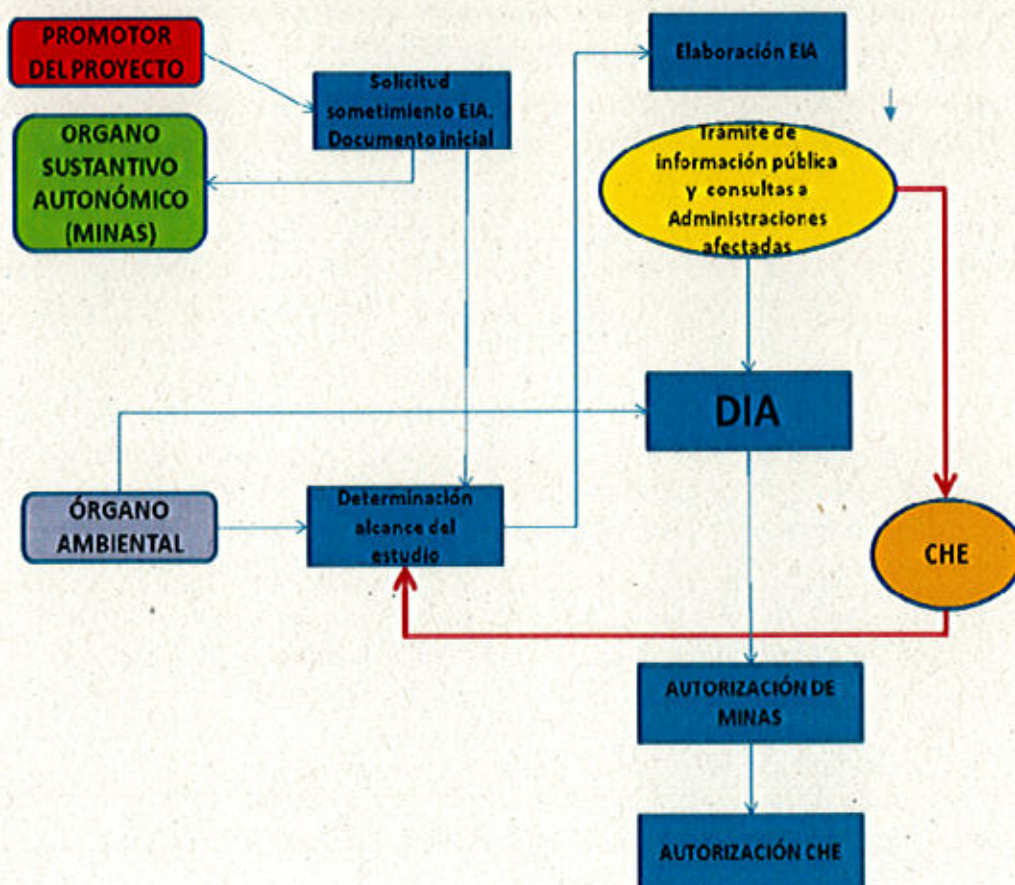 PROMOTOR
DEL PROYECTO
Solicitud
sometimiento EIA.
Documento inicial
ORGANO
SUSTANTIVO
AUTONÓMICO
(MINAS)
Elaboración EIA
Trámite de
información pública
y consultas a
Administraciones
afectadas
DIA
ÓRGANO
AMBIENTAL
Determinación
alcance del
estudio
CHE
AUTORIZACIÓN DE
MINAS
AUTORIZACIÓN CHE